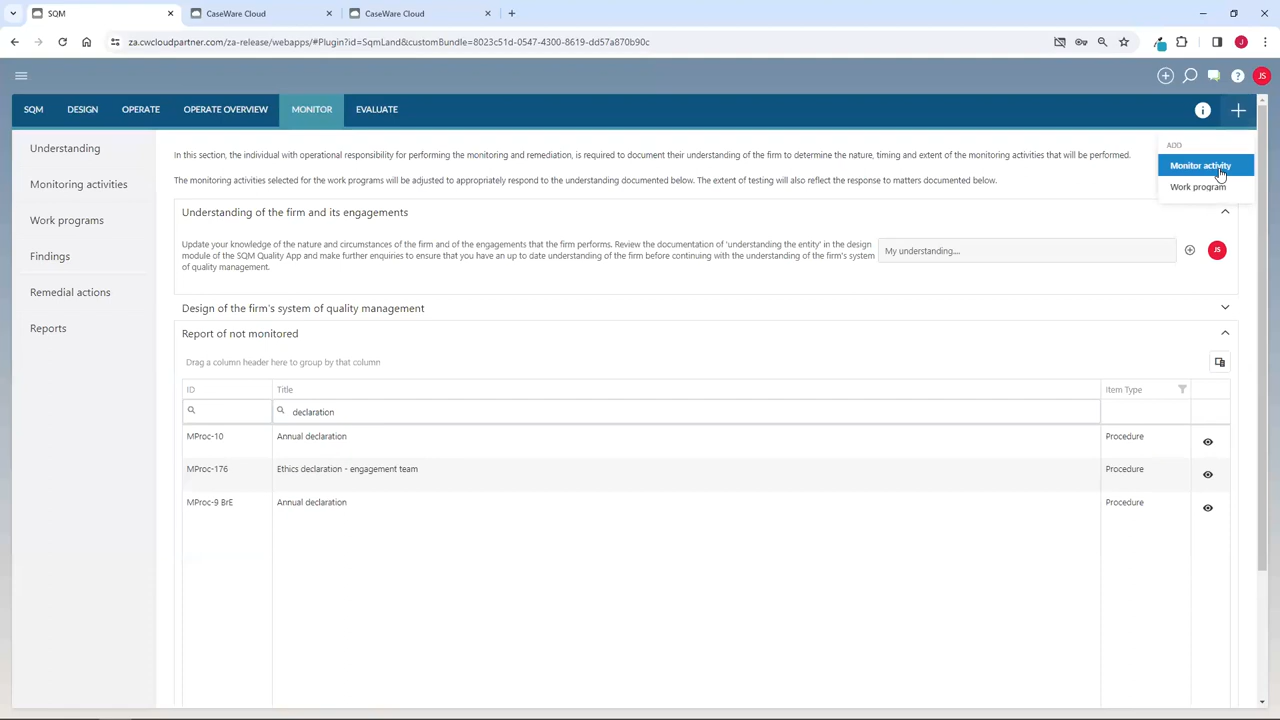 SQM
CaseWare Cloud
CaseWare Cloud
za.cwcloudpartner.com/za-release/webapps/#Plugin?id=SqmLand&customBundle=8023c51d-0547-4300-8619-dd57a870b90c
J
JS
SQM DESIGN OPERATE OPERATE OVERVIEW MONITOR EVALUATE
ADD
Monitor activity
Work program
Understanding
Monitoring activities
Work programs
Findings
Remedial actions
Reports
In this section, the individual with operational responsibility for performing the monitoring and remediation, is required to document their understanding of the firm to determine the nature, timing and extent of the monitoring activities that will be performed.
The monitoring activities selected for the work programs will be adjusted to appropriately respond to the understanding documented below. The extent of testing will also reflect the response to matters documented below.
Understanding of the firm and its engagements
Update your knowledge of the nature and circumstances of the firm and of the engagements that the firm performs. Review the documentation of 'understanding the entity' in the design
module of the SQM Quality App and make further enquiries to ensure that you have an up to date understanding of the firm before continuing with the understanding of the firm's system
of quality management.
My understanding....
JS
Design of the firm's system of quality management
Report of not monitored
Drag a column header here to group by that column
ID Title Item Type
declaration
MProc-10 Annual declaration Procedure
MProc-176 Ethics declaration - engagement team Procedure
MProc-9 BrE Annual declaration Procedure